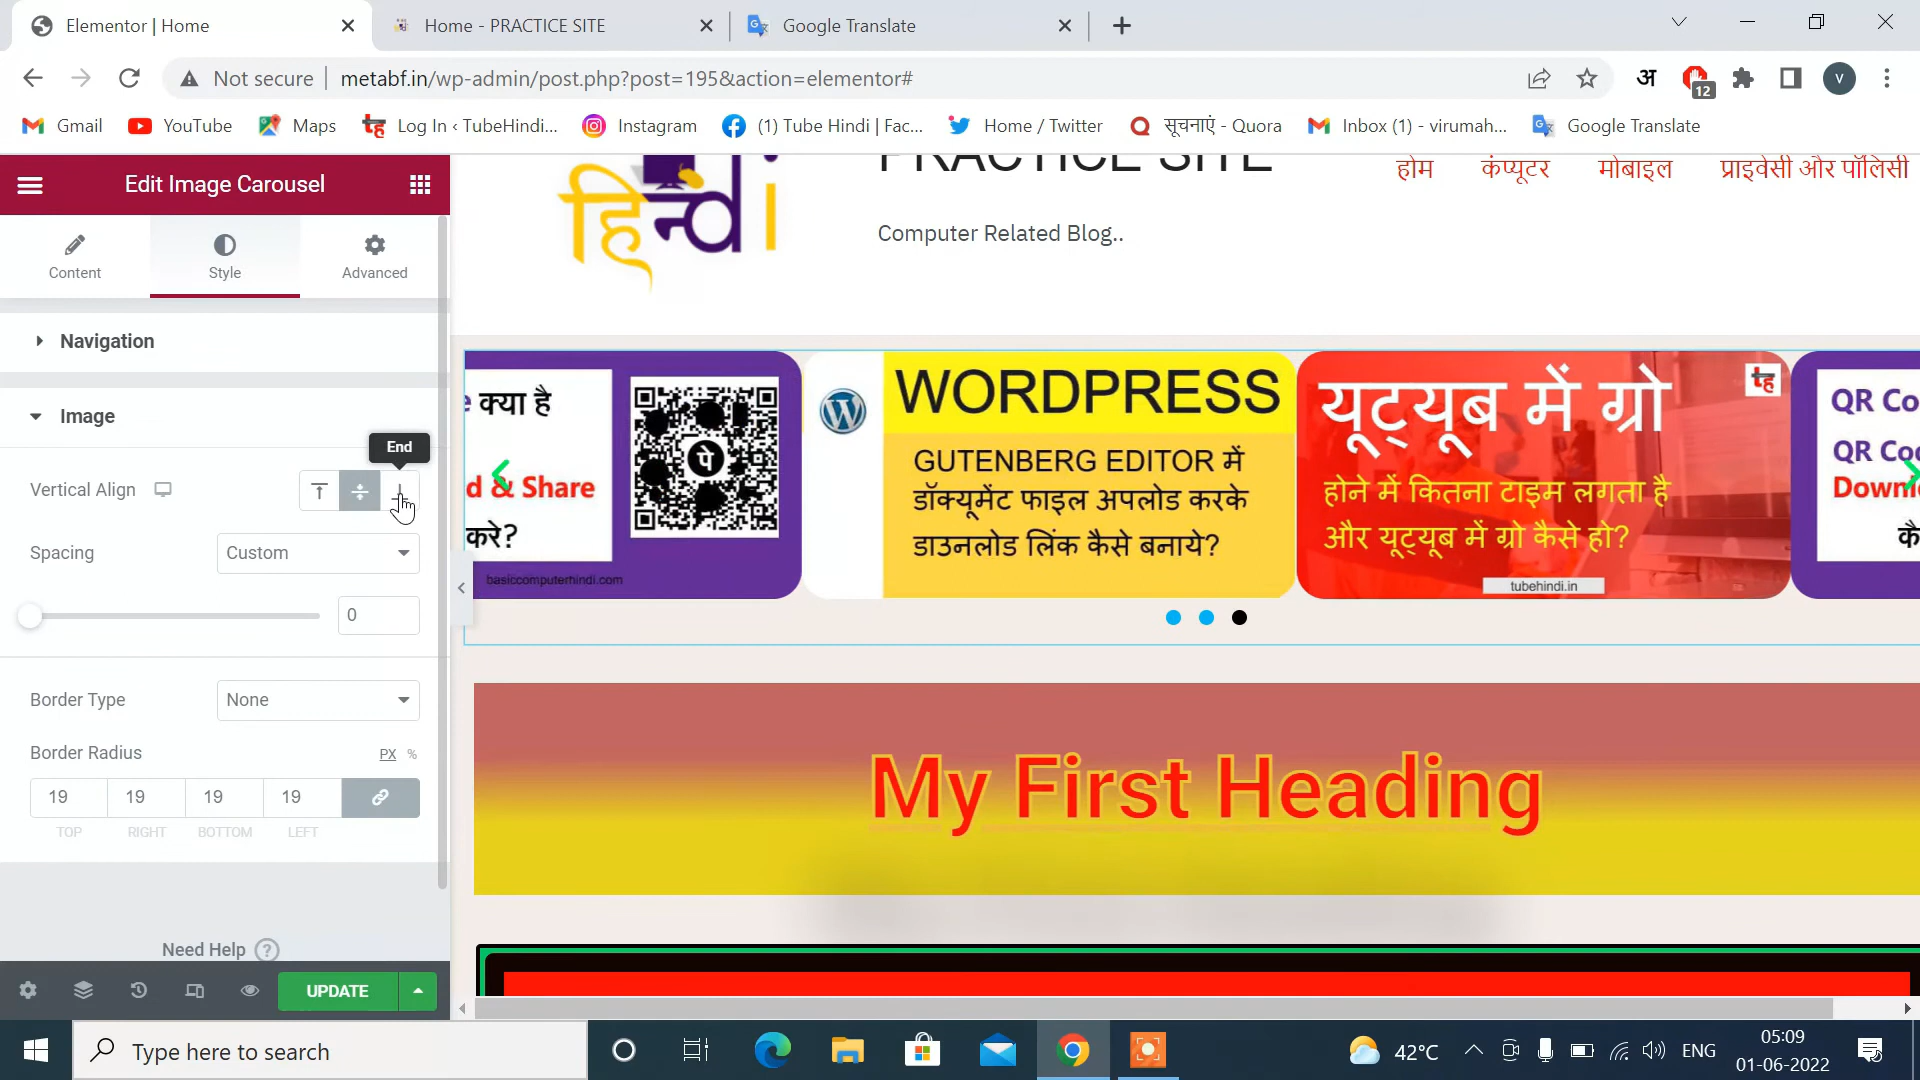 Elementor | Home
Home - PRACTICE SITE
Google Translate
Not secure
metabf.in/wp-admin/post.php?post=195&action=elementor#
अ
12
V
Gmail
YouTube
Maps
Log In ‹ TubeHindi...
Instagram
(1) Tube Hindi | Fac...
Home / Twitter
सूचनाएं - Quora
Inbox (1) - virumah...
Google Translate
Edit Image Carousel
Content
Style
Advanced
Navigation
Image
End
Vertical Align
Spacing
Custom
0
Border Type
None
Border Radius
PX
%
19
19
19
19
TOP
RIGHT
BOTTOM
LEFT
Need Help
?
UPDATE
हिन्दी
PRACTICE SITE
Computer Related Blog..
होम
कंप्यूटर
मोबाइल
प्राइवेसी और पॉलिसी
क्या है
d & Share
करे?
पे
basiccomputerhindi.com
WORDPRESS
GUTENBERG EDITOR में
डॉक्यूमेंट फाइल अपलोड करके
डाउनलोड लिंक कैसे बनाये?
यूट्यूब में ग्रो
होने में कितना टाइम लगता है
और यूट्यूब में ग्रो कैसे हो?
tubehindi.in
QR Co
QR Co
Downl
कै
My First Heading
Type here to search
42°C
ENG
05:09
01-06-2022